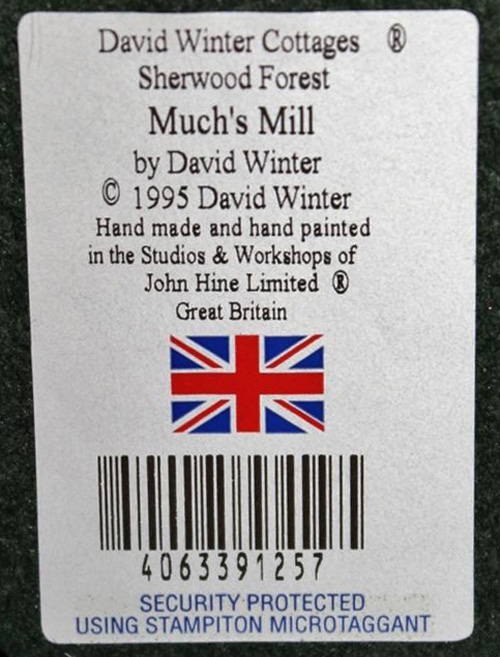 David Winter Cottages ®
Sherwood Forest
Much's Mill
by David Winter
© 1995 David Winter
Hand made and hand painted
in the Studios & Workshops of
John Hine Limited ®
Great Britain
4063391257
SECURITY PROTECTED
USING STAMPITON MICROTAGGANT